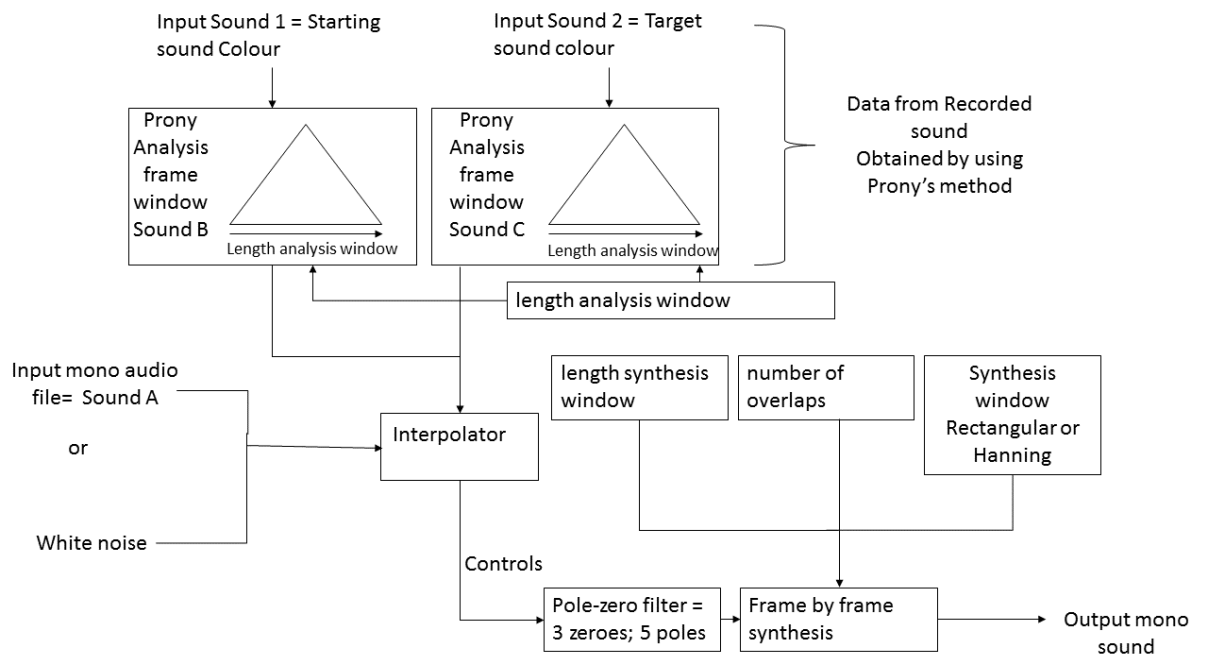 Input Sound 1 = Starting
sound Colour
Input Sound 2 = Target
sound colour
Prony
Analysis
frame
window
Sound B
Length analysis window
Prony
Analysis
frame
window
Sound C
Length analysis window
Data from Recorded
sound
Obtained by using
Prony’s method
length analysis window
Input mono audio
file= Sound A
or
White noise
Interpolator
length synthesis
window
number of
overlaps
Synthesis
window
Rectangular or
Hanning
Controls
Pole-zero filter =
3 zeroes; 5 poles
Frame by frame
synthesis
Output mono
sound